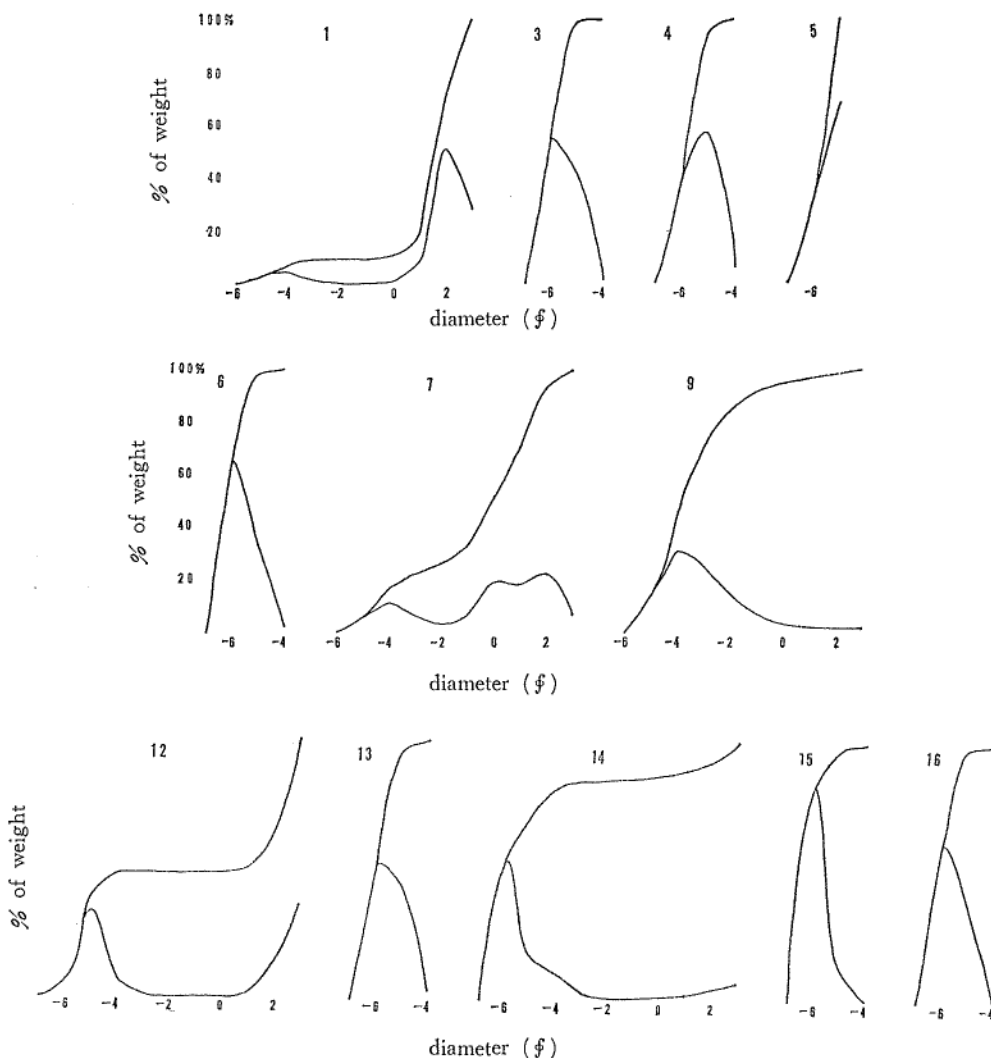 100% 1 3 4 5
80
60
40
20
% of weight
-6 -4 -2 0 2 -6 -4 -6 -4 -6
diameter (∮)
100% 6 7 9
80
60
40
20
% of weight
-6 -4 -6 -4 -2 0 2 -6 -4 -2 0 2
diameter (∮)
12 13 14 15 16
% of weight
-6 -4 -2 0 2 -6 -4 -6 -4 -2 0 2 -6 -4 -6 -4
diameter (∮)